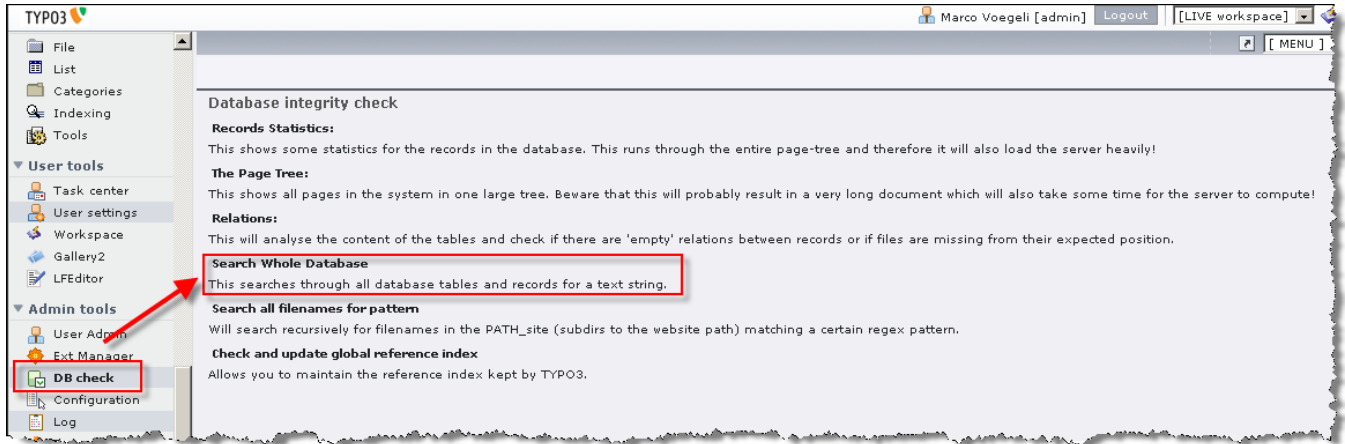 TYPO3
Marco Voegeli [admin] Logout [LIVE workspace]
[ MENU ]
File
List
Categories
Indexing
Tools
User tools
Task center
User settings
Workspace
Gallery2
LFEditor
Admin tools
User Admin
Ext Manager
DB check
Configuration
Log
Database integrity check
Records Statistics:
This shows some statistics for the records in the database. This runs through the entire page-tree and therefore it will also load the server heavily!
The Page Tree:
This shows all pages in the system in one large tree. Beware that this will probably result in a very long document which will also take some time for the server to compute!
Relations:
This will analyse the content of the tables and check if there are 'empty' relations between records or if files are missing from their expected position.
Search Whole Database
This searches through all database tables and records for a text string.
Search all filenames for pattern
Will search recursively for filenames in the PATH_site (subdirs to the website path) matching a certain regex pattern.
Check and update global reference index
Allows you to maintain the reference index kept by TYPO3.